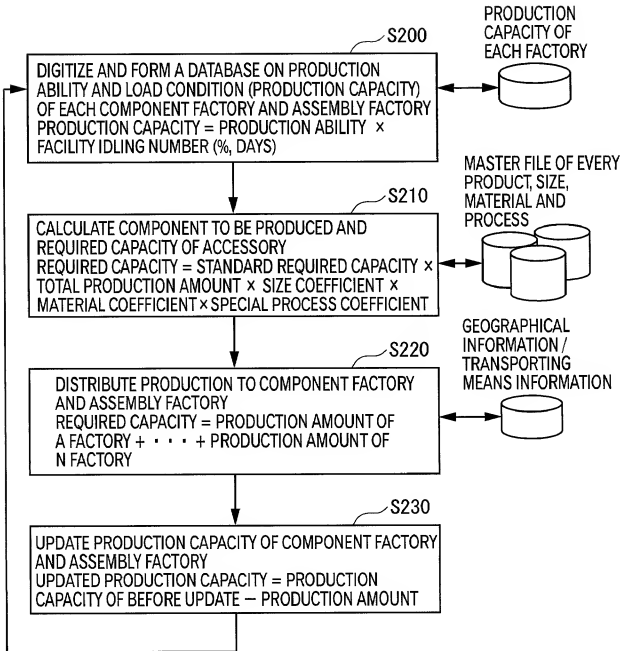 S200
DIGITIZE AND FORM A DATABASE ON PRODUCTION
ABILITY AND LOAD CONDITION (PRODUCTION CAPACITY)
OF EACH COMPONENT FACTORY AND ASSEMBLY FACTORY
PRODUCTION CAPACITY = PRODUCTION ABILITY ×
FACILITY IDLING NUMBER (%, DAYS)
PRODUCTION
CAPACITY OF
EACH FACTORY
S210
CALCULATE COMPONENT TO BE PRODUCED AND
REQUIRED CAPACITY OF ACCESSORY
REQUIRED CAPACITY = STANDARD REQUIRED CAPACITY ×
TOTAL PRODUCTION AMOUNT × SIZE COEFFICIENT ×
MATERIAL COEFFICIENT × SPECIAL PROCESS COEFFICIENT
MASTER FILE OF EVERY
PRODUCT, SIZE,
MATERIAL AND
PROCESS
S220
DISTRIBUTE PRODUCTION TO COMPONENT FACTORY
AND ASSEMBLY FACTORY
REQUIRED CAPACITY = PRODUCTION AMOUNT OF
A FACTORY + · · · + PRODUCTION AMOUNT OF
N FACTORY
GEOGRAPHICAL
INFORMATION /
TRANSPORTING
MEANS INFORMATION
S230
UPDATE PRODUCTION CAPACITY OF COMPONENT FACTORY
AND ASSEMBLY FACTORY
UPDATED PRODUCTION CAPACITY = PRODUCTION
CAPACITY OF BEFORE UPDATE − PRODUCTION AMOUNT